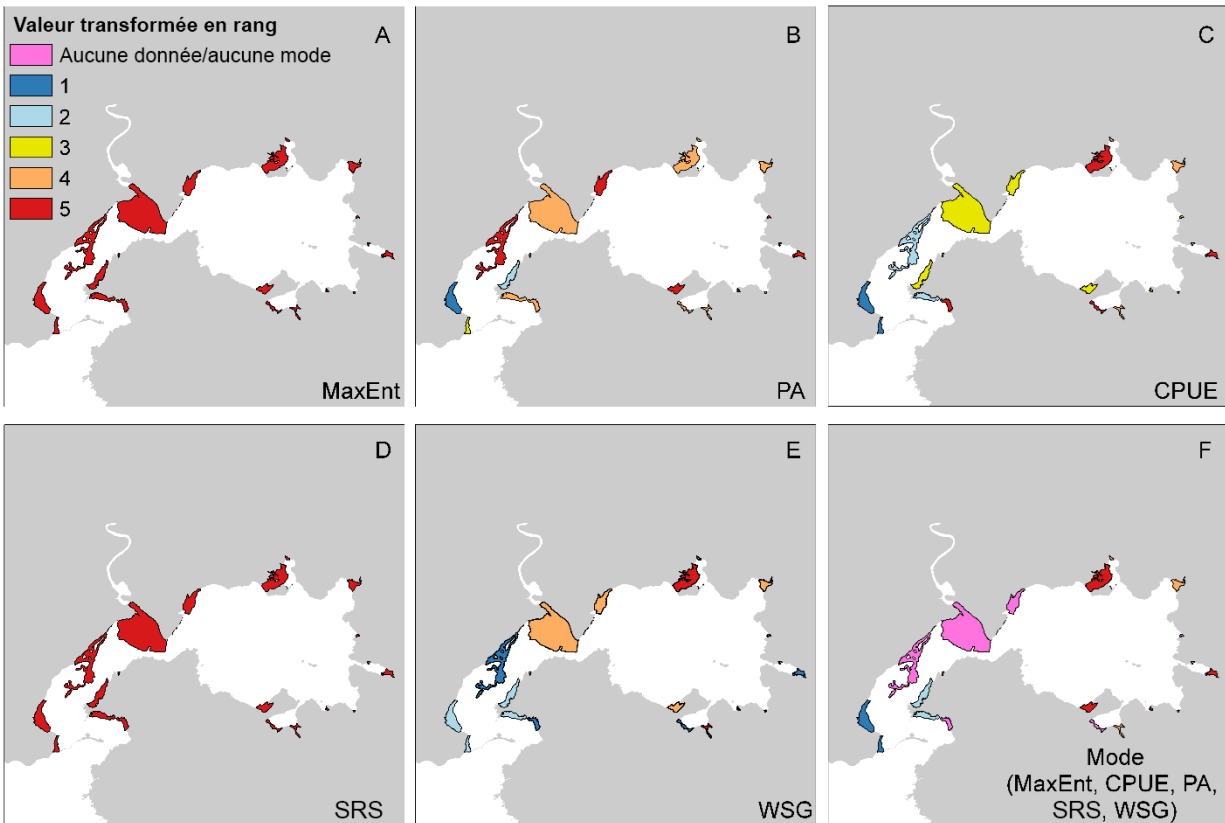 Valeur transformée en rang
Aucune donnée/aucune mode
1
2
3
4
5
A
MaxEnt
B
PA
C
CPUE
D
SRS
E
WSG
F
Mode
(MaxEnt, CPUE, PA,
SRS, WSG)